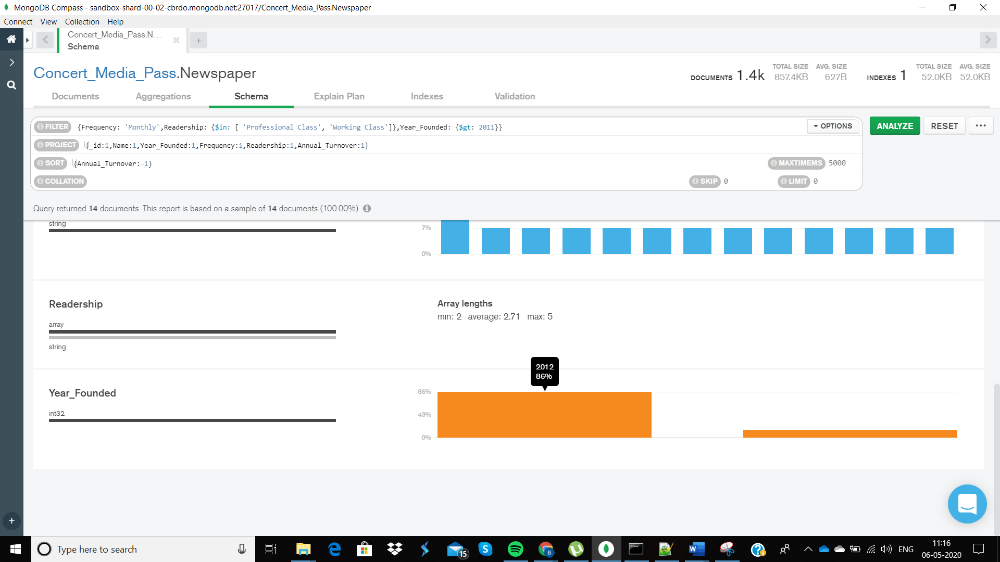 MongoDB Compass - sandbox-shard-00-02-cbrdo.mongodb.net:27017/Concert_Media_Pass.Newspaper
Connect View Collection Help
Concert_Media_Pass.N...
Schema
Concert_Media_Pass.Newspaper
DOCUMENTS 1.4k TOTAL SIZE 857.4KB AVG. SIZE 627B INDEXES 1 TOTAL SIZE 52.0KB AVG. SIZE 52.0KB
Documents Aggregations Schema Explain Plan Indexes Validation
FILTER {Frequency: 'Monthly',Readership: {$in: [ 'Professional Class', 'Working Class']},Year_Founded: {$gt: 2011}} OPTIONS ANALYZE RESET ...
PROJECT {_id:1,Name:1,Year_Founded:1,Frequency:1,Readership:1,Annual_Turnover:1}
SORT {Annual_Turnover:-1} MAXTIMEMS 5000
COLLATION SKIP 0 LIMIT 0
Query returned 14 documents. This report is based on a sample of 14 documents (100.00%).
string
7%
0%
Readership
array
string
Array lengths
min: 2 average: 2.71 max: 5
Year_Founded
int32
2012
86%
86%
43%
0%
Type here to search
15
B
ENG
11:16
06-05-2020